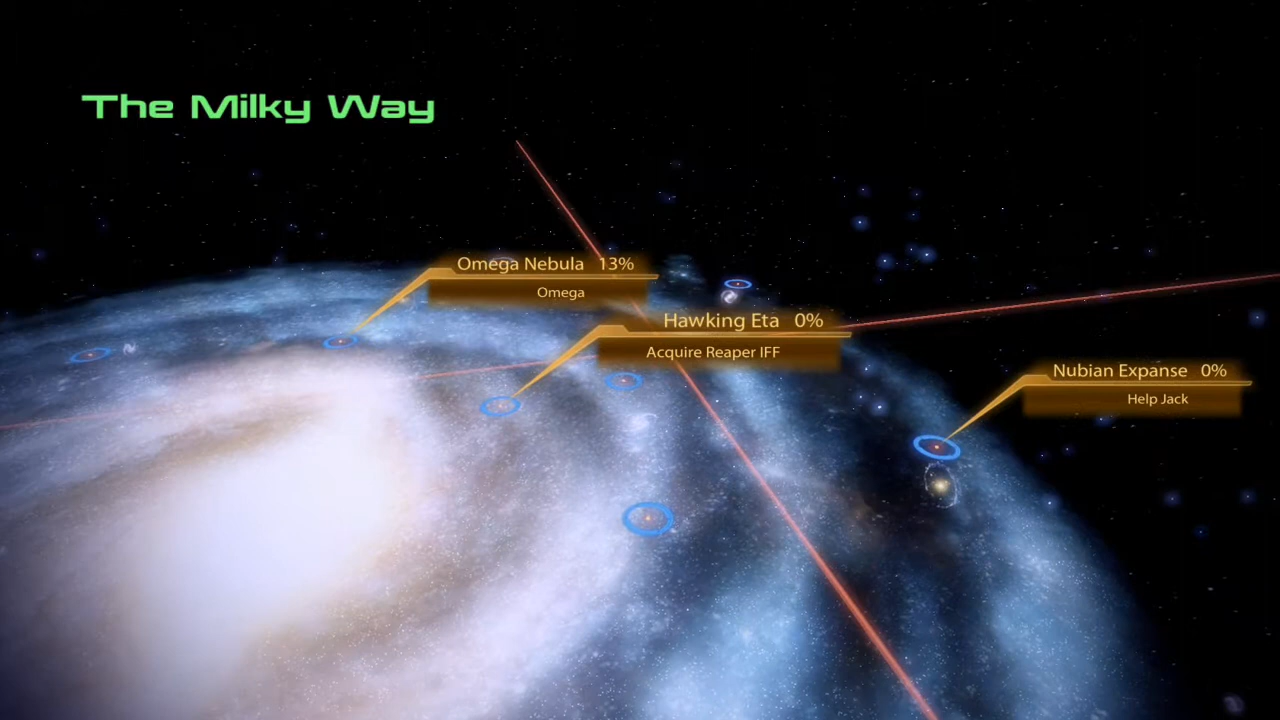 The Milky Way
Omega Nebula 13%
Omega
Hawking Eta 0%
Acquire Reaper IFF
Nubian Expanse 0%
Help Jack